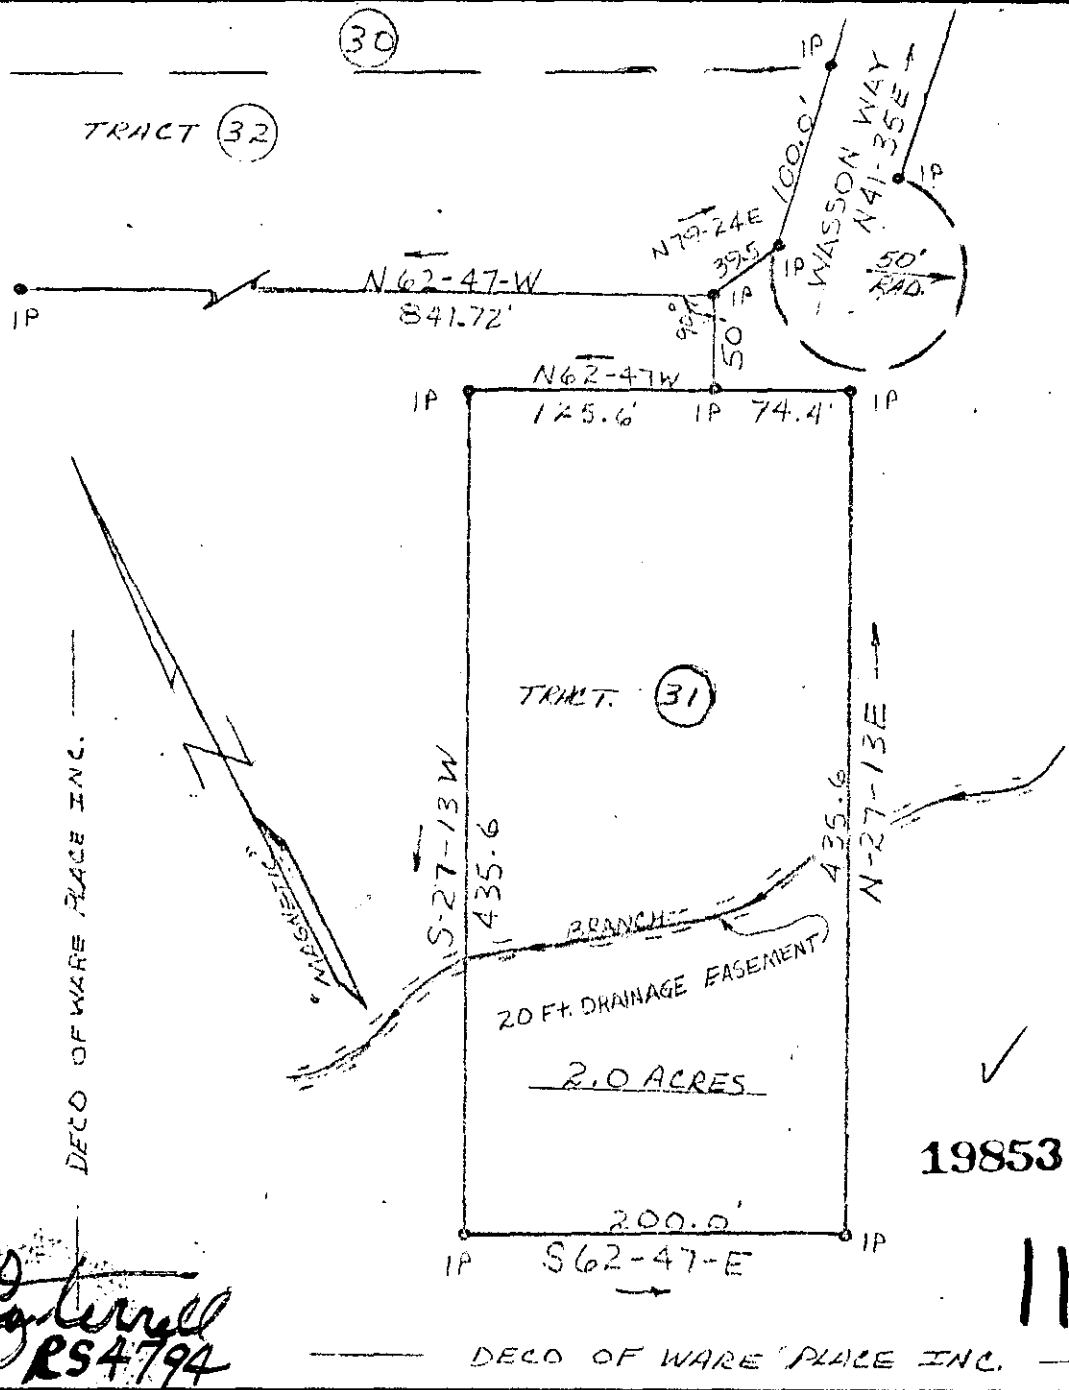 30
IP
TRACT 32
100.0'
WASSON WAY
N41-35E
IP
N79-24E
39.5
IP
50'
RAD.
N62-47-W
841.72'
IP
IP
90°
50'
N62-47W
125.6'
74.4'
IP
IP
IP
TRACT. 31
S-27-13W
435.6
435.6
N-27-13E
DECO OF WARE PLACE INC.
"MAGNETIC"
BRANCH
20 Ft. DRAINAGE EASEMENT
2.0 ACRES
19853
200.0'
S62-47-E
IP
IP
11
RS4794
DECO OF WARE PLACE INC.